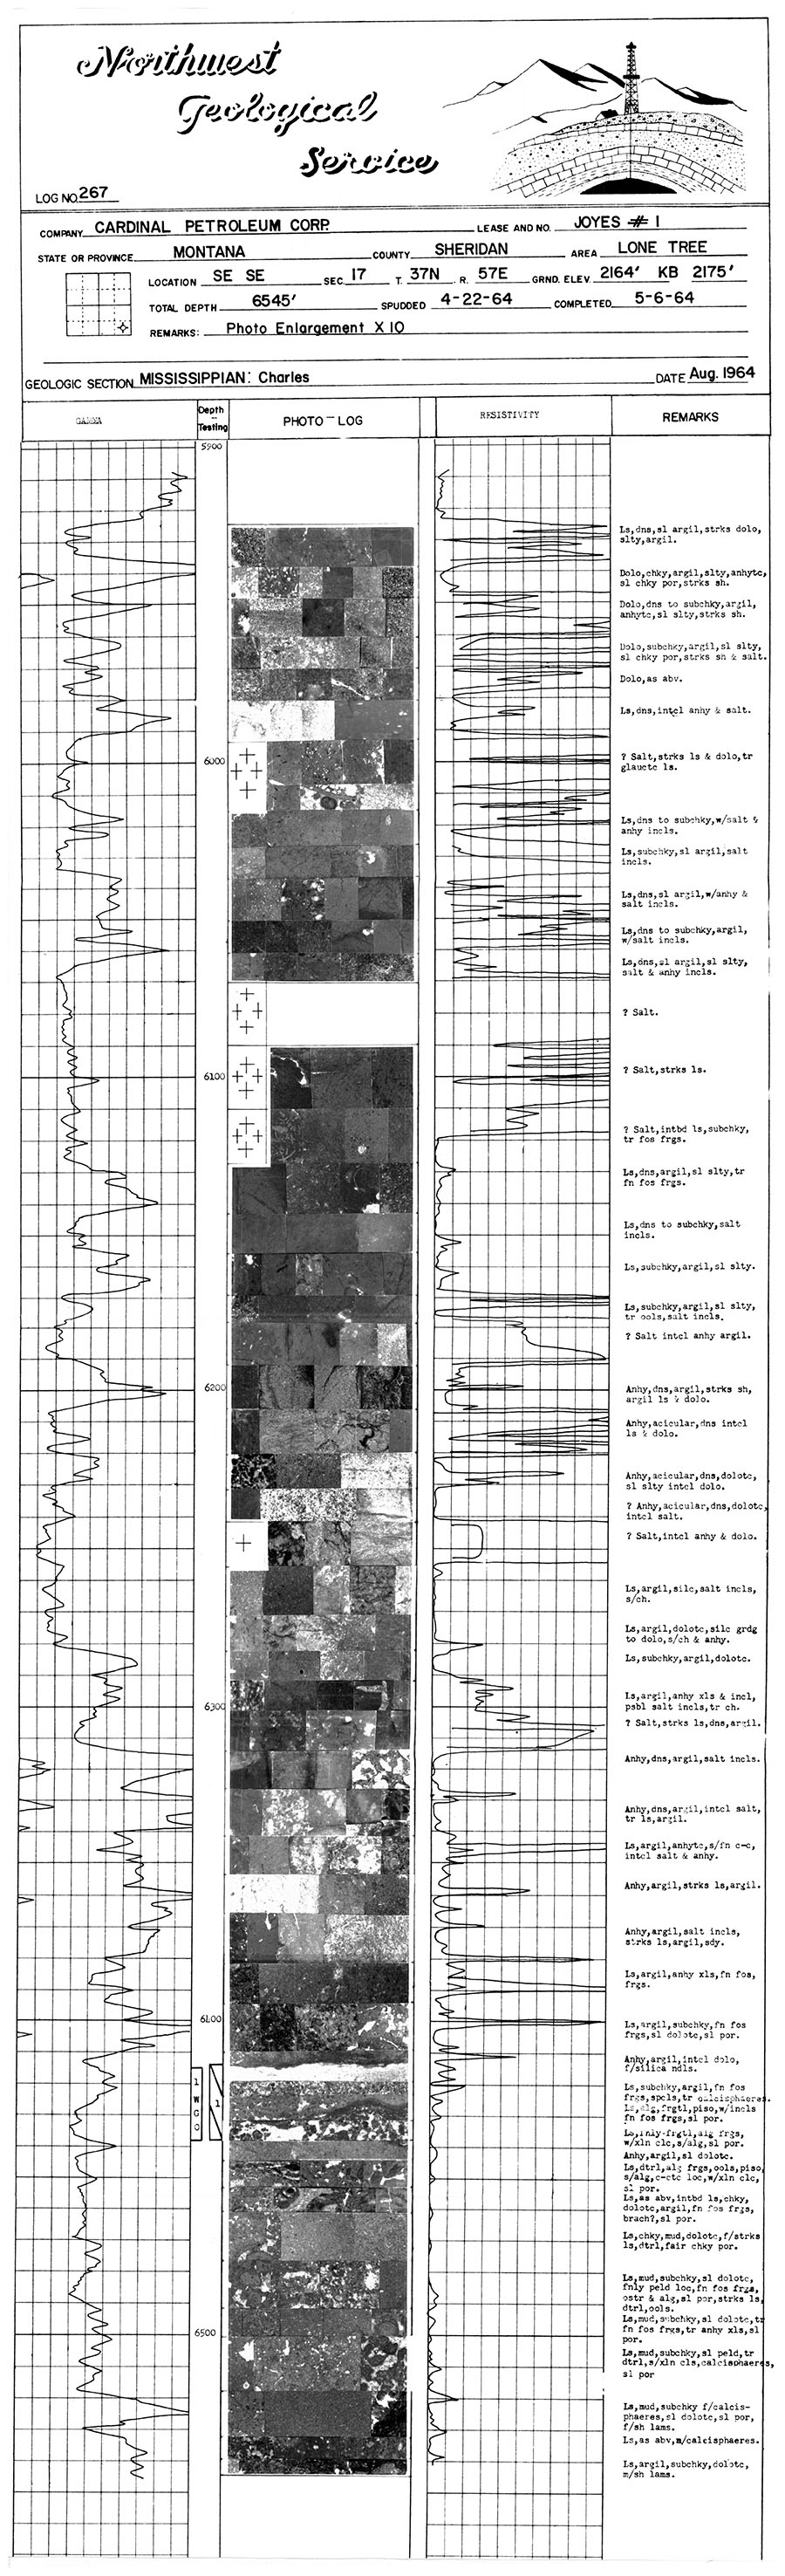 Northwest
Geological
Service
LOG NO. 267
COMPANY CARDINAL PETROLEUM CORP. LEASE AND NO. JOYES # 1
STATE OR PROVINCE MONTANA COUNTY SHERIDAN AREA LONE TREE
LOCATION SE SE SEC. 17 T. 37N R. 57E GRND. ELEV. 2164' KB 2175'
TOTAL DEPTH 6545' SPUDDED 4-22-64 COMPLETED 5-6-64
REMARKS: Photo Enlargement X 10
GEOLOGIC SECTION MISSISSIPPIAN: Charles DATE Aug. 1964
GAMMA Depth Testing PHOTO-LOG RESISTIVITY REMARKS
5900
Ls,dns,sl argil,strks dolo,
slty,argil.
Dolo,chky,argil,slty,anhytc,
sl chky por,strks sh.
Dolo,dns to subchky,argil,
anhytc,sl slty,strks sh.
Dolo,subchky,argil,sl slty,
sl chky por,strks sh & salt.
Dolo,as abv.
Ls,dns,intcl anhy & salt.
6000
? Salt,strks ls & dolo,tr
glauctc ls.
Ls,dns to subchky,w/salt &
anhy incls.
Ls,subchky,sl argil,salt
incls.
Ls,dns,sl argil,w/anhy &
salt incls.
Ls,dns to subchky,argil,
w/salt incls.
Ls,dns,sl argil,sl slty,
salt & anhy incls.
? Salt.
6100
? Salt,strks ls.
? Salt,intbd ls,subchky,
tr fos frgs.
Ls,dns,argil,sl slty,tr
fn fos frgs.
Ls,dns to subchky,salt
incls.
Ls,subchky,argil,sl slty.
Ls,subchky,argil,sl slty,
tr ools,salt incls.
? Salt intcl anhy argil.
6200
Anhy,dns,argil,strks sh,
argil ls & dolo.
Anhy,acicular,dns intcl
ls & dolo.
Anhy,acicular,dns,dolotc,
sl slty intcl dolo.
? Anhy,acicular,dns,dolotc,
intcl salt.
? Salt,intcl anhy & dolo.
Ls,argil,silc,salt incls,
s/ch.
Ls,argil,dolotc,silc grdg
to dolo,s/ch & anhy.
Ls,subchky,argil,dolotc.
6300
Ls,argil,anhy xls & incl,
psbl salt incls,tr ch.
? Salt,strks ls,dns,argil.
Anhy,dns,argil,salt incls.
Anhy,dns,argil,intcl salt,
tr ls,argil.
Ls,argil,anhytc,s/fn c-c,
intcl salt & anhy.
Anhy,argil,strks ls,argil.
Anhy,argil,salt incls,
strks ls,argil,sdy.
Ls,argil,anhy xls,fn fos,
frgs.
6400
Ls,argil,subchky,fn fos
frgs,sl dolotc,sl por.
Anhy,argil,intcl dolo,
f/silica ndls.
1
W
G
O
1
Ls,subchky,argil,fn fos
frgs,spcls,tr calcisphaeres.
Ls,alg,frgtl,piso,w/incls
fn fos frgs,sl por.
Ls,fnly-frgtl,alg frgs,
w/xln clc,s/alg,sl por.
Anhy,argil,sl dolotc.
Ls,dtrl,alg frgs,ools,piso,
s/alg,c-ctc loc,w/xln clc,
sl por.
Ls,as abv,intbd ls,chky,
dolotc,argil,fn fos frgs,
brach?,sl por.
Ls,chky,mud,dolotc,f/strks
ls,dtrl,fair chky por.
Ls,mud,subchky,sl dolotc,
fnly peld loc,fn fos frgs,
ostr & alg,sl por,strks ls,
dtrl,ools.
6500
Ls,mud,subchky,sl dolotc,tr
fn fos frgs,tr anhy xls,sl
por.
Ls,mud,subchky,sl peld,tr
dtrl,s/xln cls,calcisphaeres,
sl por
Ls,mud,subchky f/calcis-
phaeres,sl dolotc,sl por,
f/sh lams.
Ls,as abv,m/calcisphaeres.
Ls,argil,subchky,dolotc,
m/sh lams.